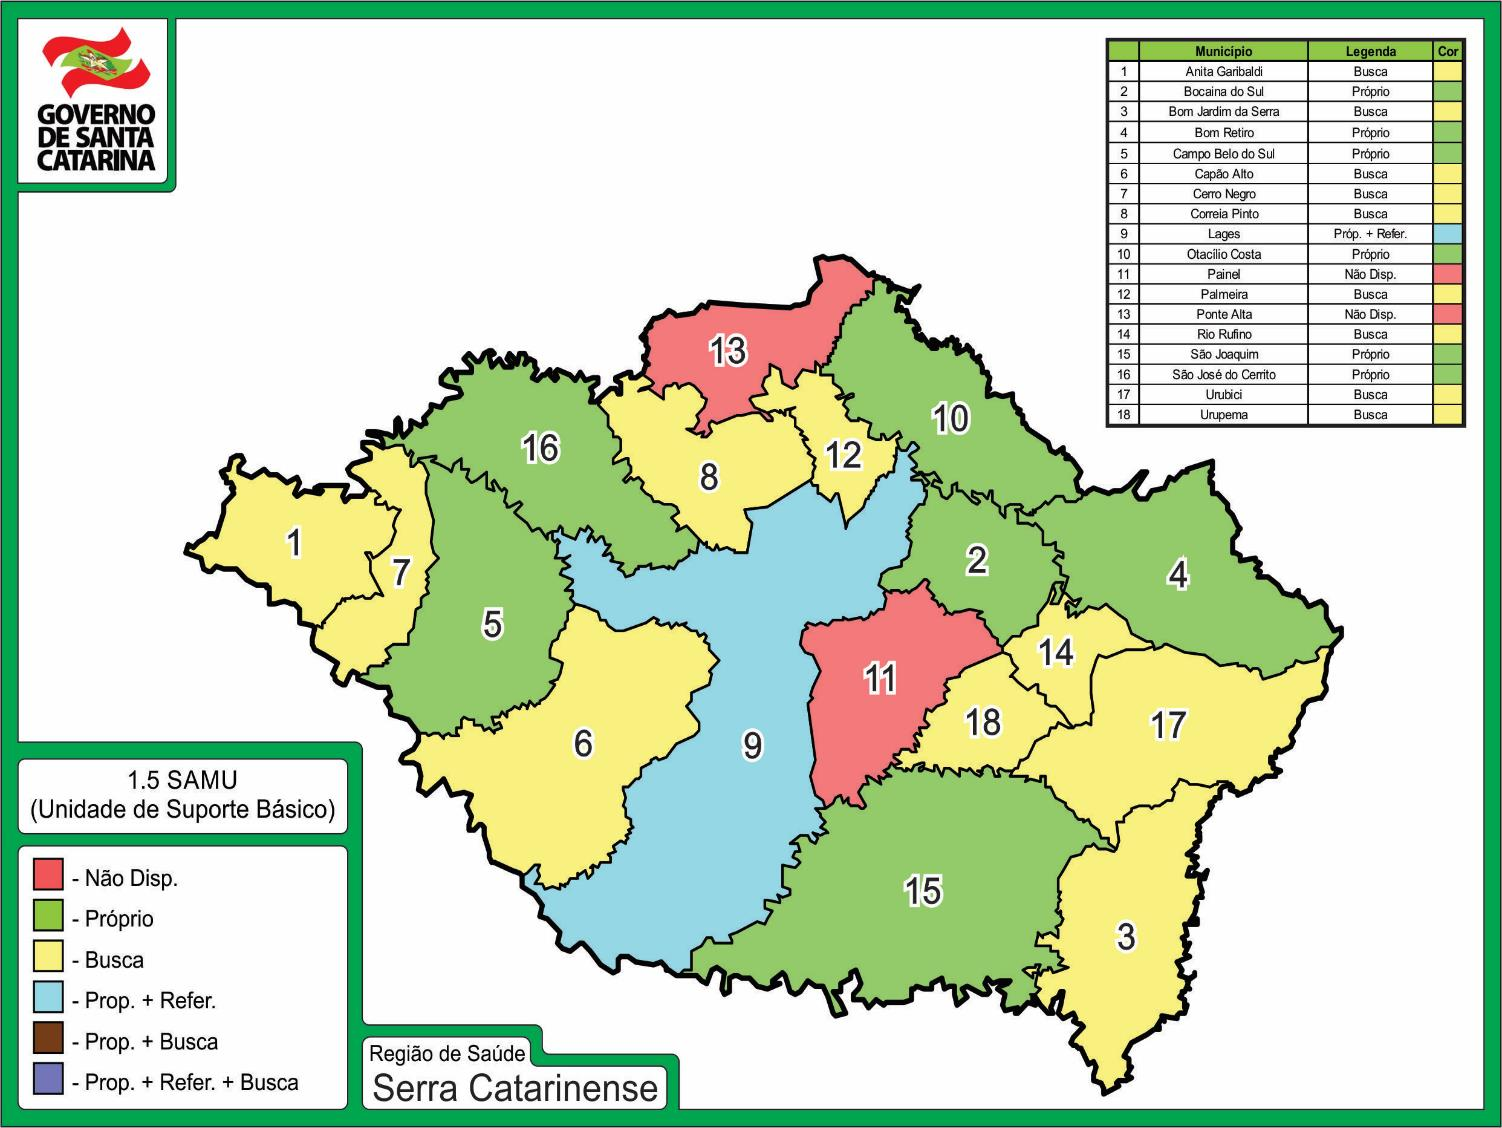 GOVERNO
DE SANTA
CATARINA
Município Legenda Cor
1 Anita Garibaldi Busca
2 Bocaina do Sul Próprio
3 Bom Jardim da Serra Busca
4 Bom Retiro Próprio
5 Campo Belo do Sul Próprio
6 Capão Alto Busca
7 Cerro Negro Busca
8 Correia Pinto Busca
9 Lages Próp. + Refer.
10 Otacílio Costa Próprio
11 Painel Não Disp.
12 Palmeira Busca
13 Ponte Alta Não Disp.
14 Rio Rufino Busca
15 São Joaquim Próprio
16 São José do Cerrito Próprio
17 Urubici Busca
18 Urupema Busca
13
10
16
12
8
1
7
2
4
5
14
11
18
17
6
9
15
3
1.5 SAMU
(Unidade de Suporte Básico)
- Não Disp.
- Próprio
- Busca
- Prop. + Refer.
- Prop. + Busca
- Prop. + Refer. + Busca
Região de Saúde
Serra Catarinense